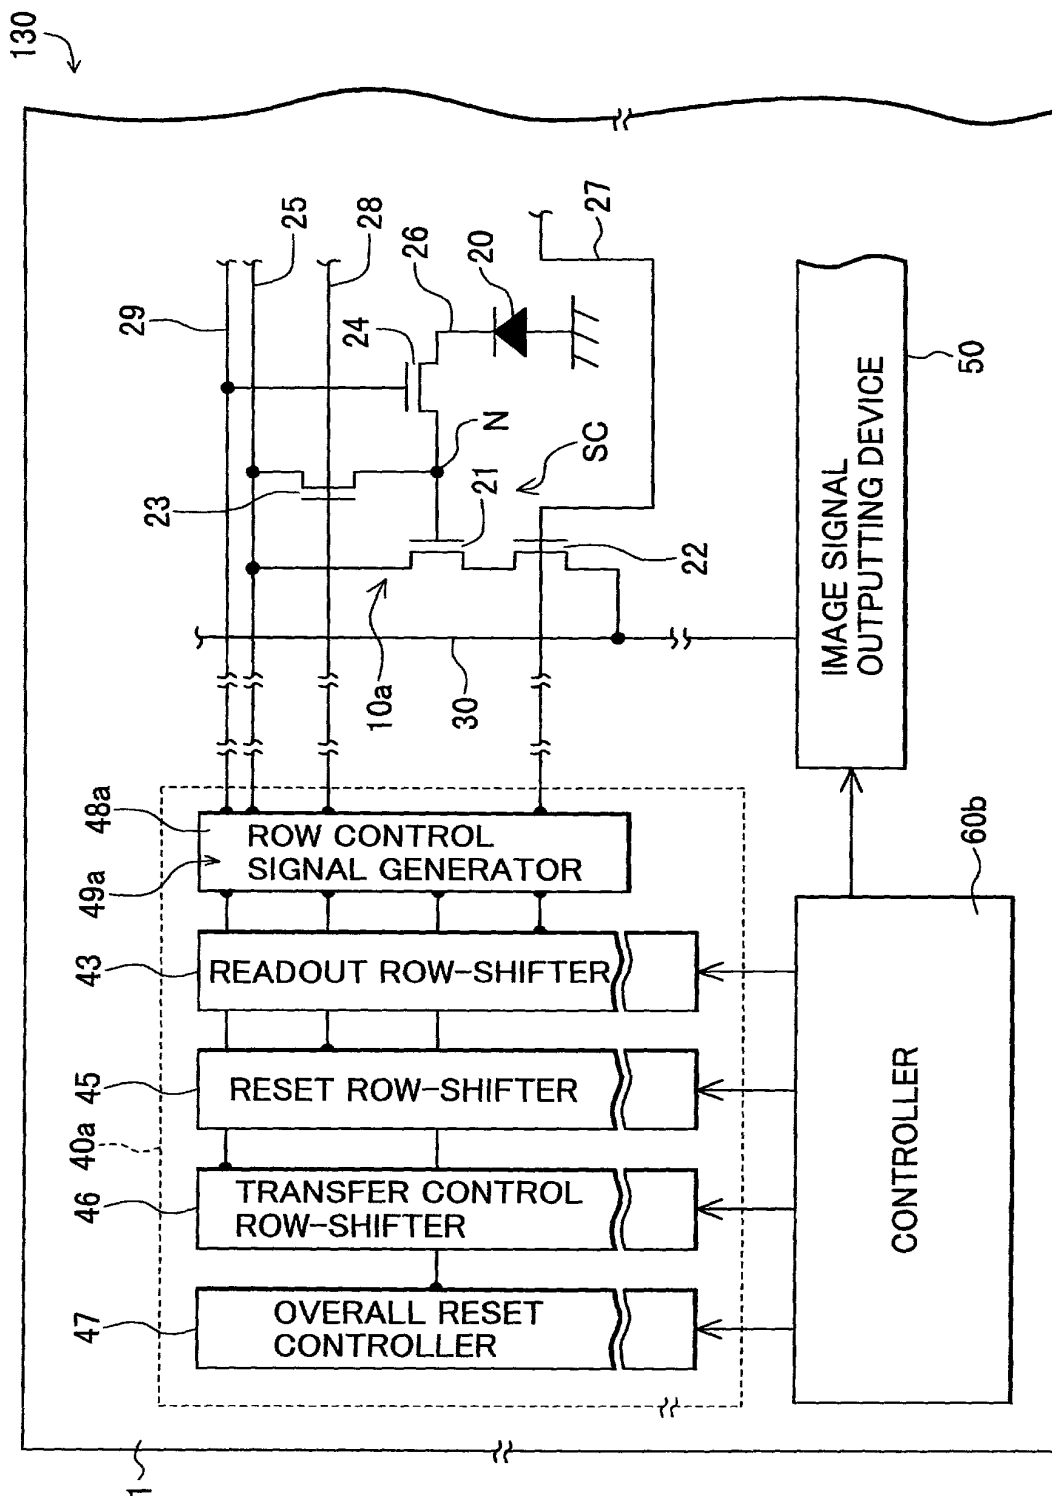 130
29
25
28
26
20
27
24
N
23
21
SC
22
10a
30
IMAGE SIGNAL
OUTPUTTING DEVICE
50
48a
49a
ROW CONTROL
SIGNAL GENERATOR
43
READOUT ROW-SHIFTER
45
RESET ROW-SHIFTER
40a
46
TRANSFER CONTROL
ROW-SHIFTER
47
OVERALL RESET
CONTROLLER
60b
CONTROLLER
1